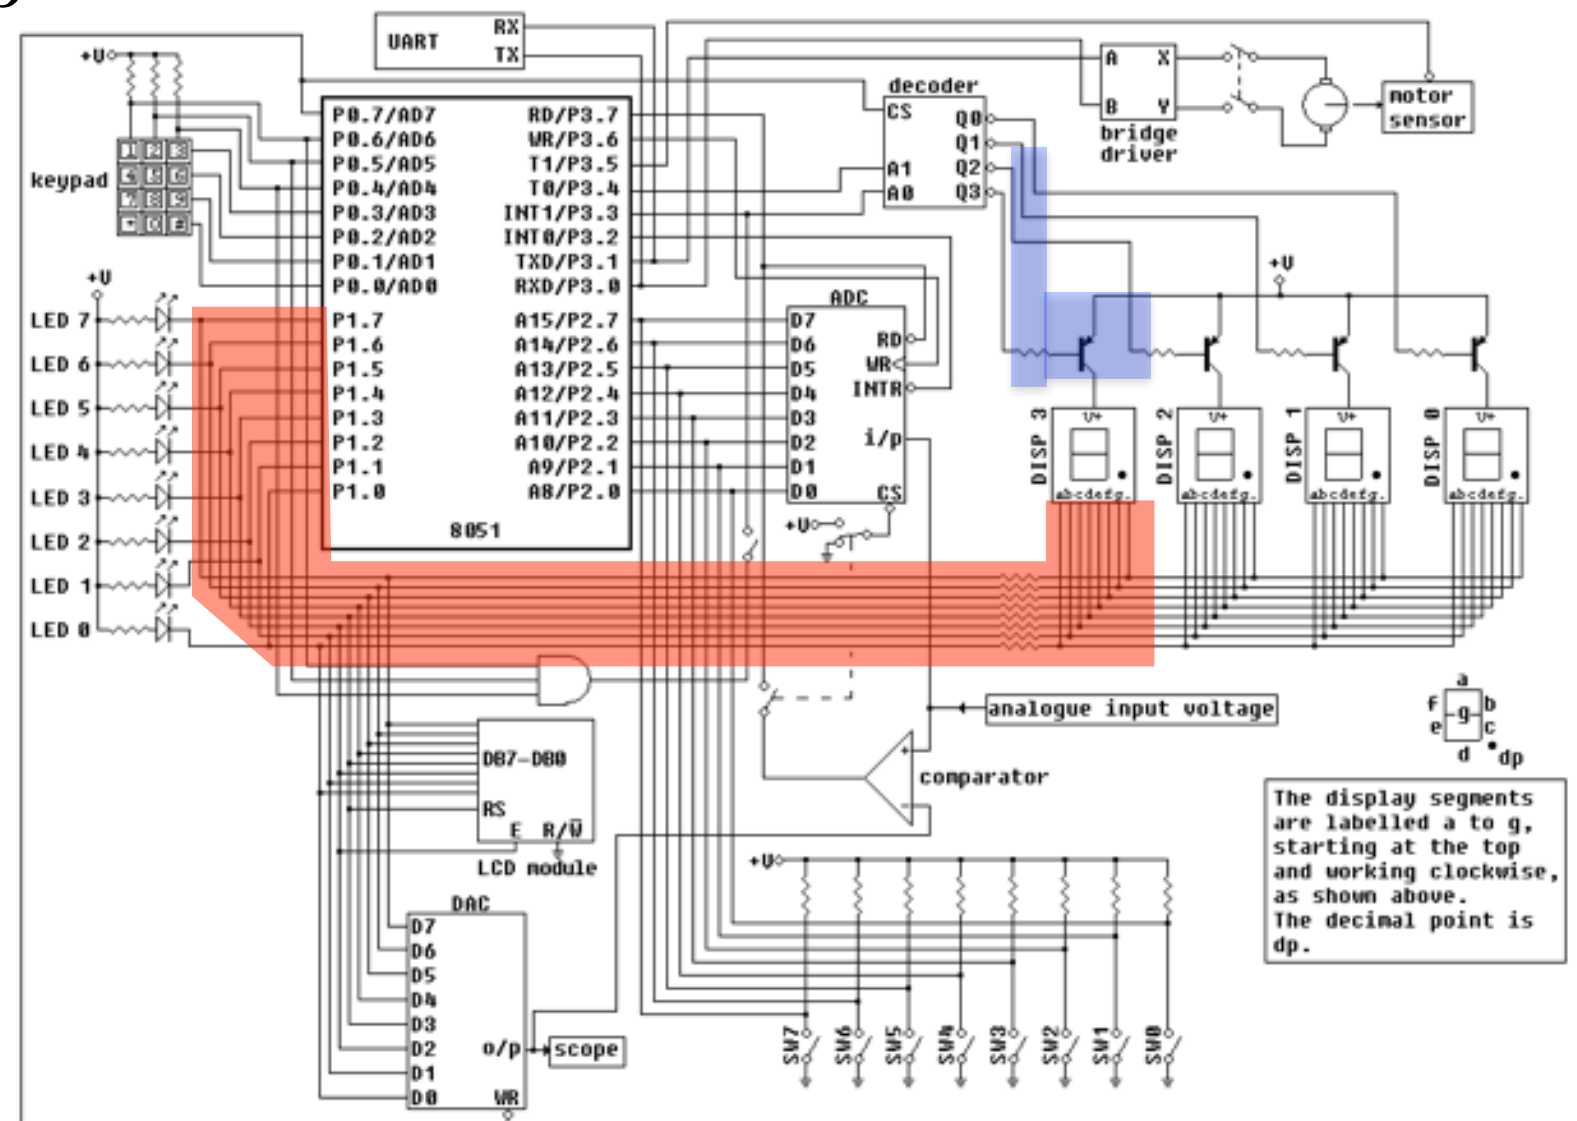 UART
RX
TX
+V
keypad
1 2 3
4 5 6
7 8 9
* 0 #
P0.7/AD7
P0.6/AD6
P0.5/AD5
P0.4/AD4
P0.3/AD3
P0.2/AD2
P0.1/AD1
P0.0/AD0
P1.7
P1.6
P1.5
P1.4
P1.3
P1.2
P1.1
P1.0
RD/P3.7
WR/P3.6
T1/P3.5
T0/P3.4
INT1/P3.3
INT0/P3.2
TXD/P3.1
RXD/P3.0
A15/P2.7
A14/P2.6
A13/P2.5
A12/P2.4
A11/P2.3
A10/P2.2
A9/P2.1
A8/P2.0
8051
+V
LED 7
LED 6
LED 5
LED 4
LED 3
LED 2
LED 1
LED 0
decoder
CS
A1
A0
Q0
Q1
Q2
Q3
A
B
X
Y
bridge
driver
motor
sensor
+V
ADC
D7
D6
D5
D4
D3
D2
D1
D0
RD
WR
INTR
i/p
CS
+V
DISP 3
V+
abcdefg.
DISP 2
V+
abcdefg.
DISP 1
V+
abcdefg.
DISP 0
V+
abcdefg.
analogue input voltage
comparator
+
-
DB7-DB0
RS
E R/W̅
LCD module
DAC
D7
D6
D5
D4
D3
D2
D1
D0
o/p
WR
scope
+V
SW7
SW6
SW5
SW4
SW3
SW2
SW1
SW0
a
f b
g
e c
d dp
The display segments
are labelled a to g,
starting at the top
and working clockwise,
as shown above.
The decimal point is
dp.